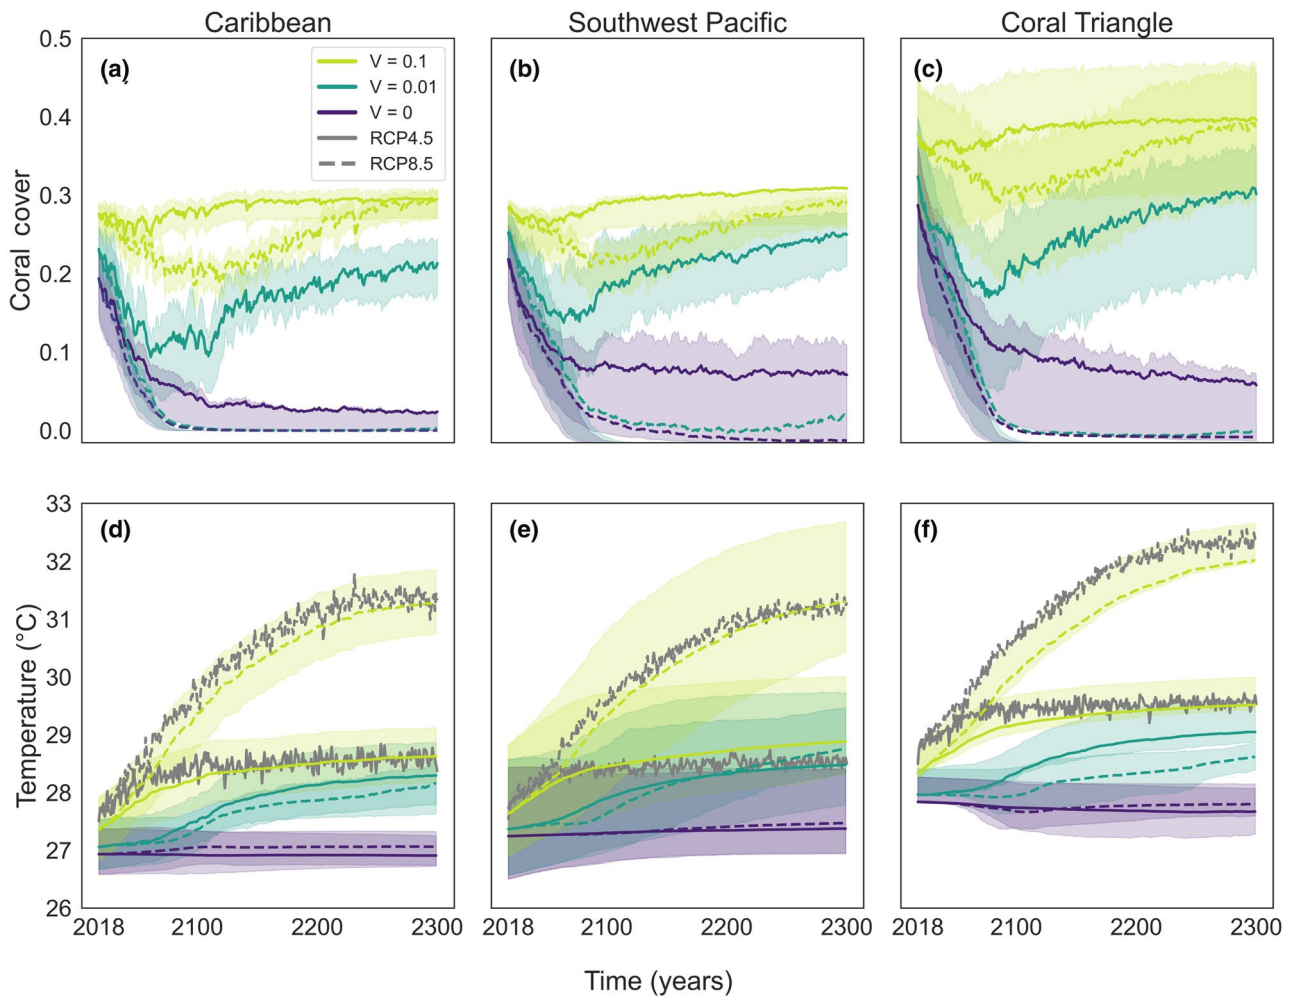 Caribbean
Southwest Pacific
Coral Triangle
Coral cover
0.5
0.4
0.3
0.2
0.1
0.0
(a)
V = 0.1
V = 0.01
V = 0
RCP4.5
RCP8.5
(b)
(c)
Temperature (°C)
33
32
31
30
29
28
27
26
(d)
(e)
(f)
2018 2100 2200 2300
2018 2100 2200 2300
2018 2100 2200 2300
Time (years)